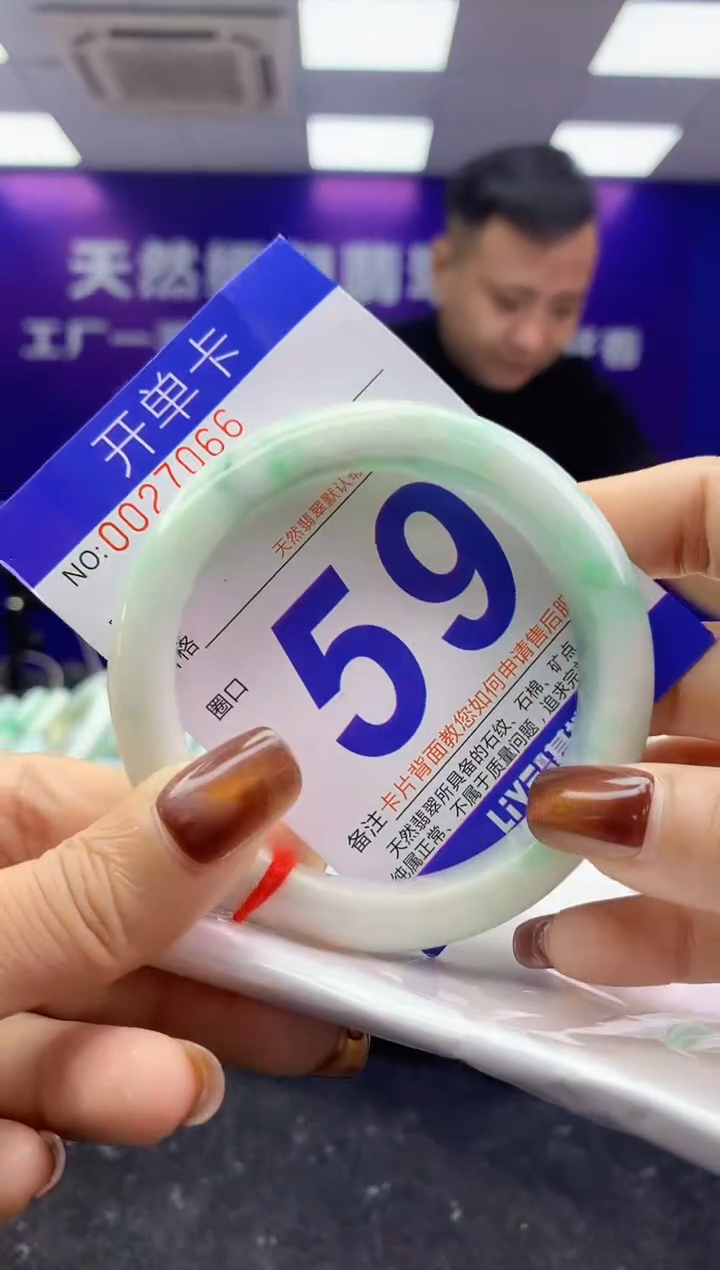 天然
翡
工厂一
开单卡
NO:0027066
天然翡翠默认
格
圈口
59
备注 卡片背面教您如何申请售后服
天然翡翠所具备的石纹、石棉、矿点
纯属正常、不属于质量问题,追求完